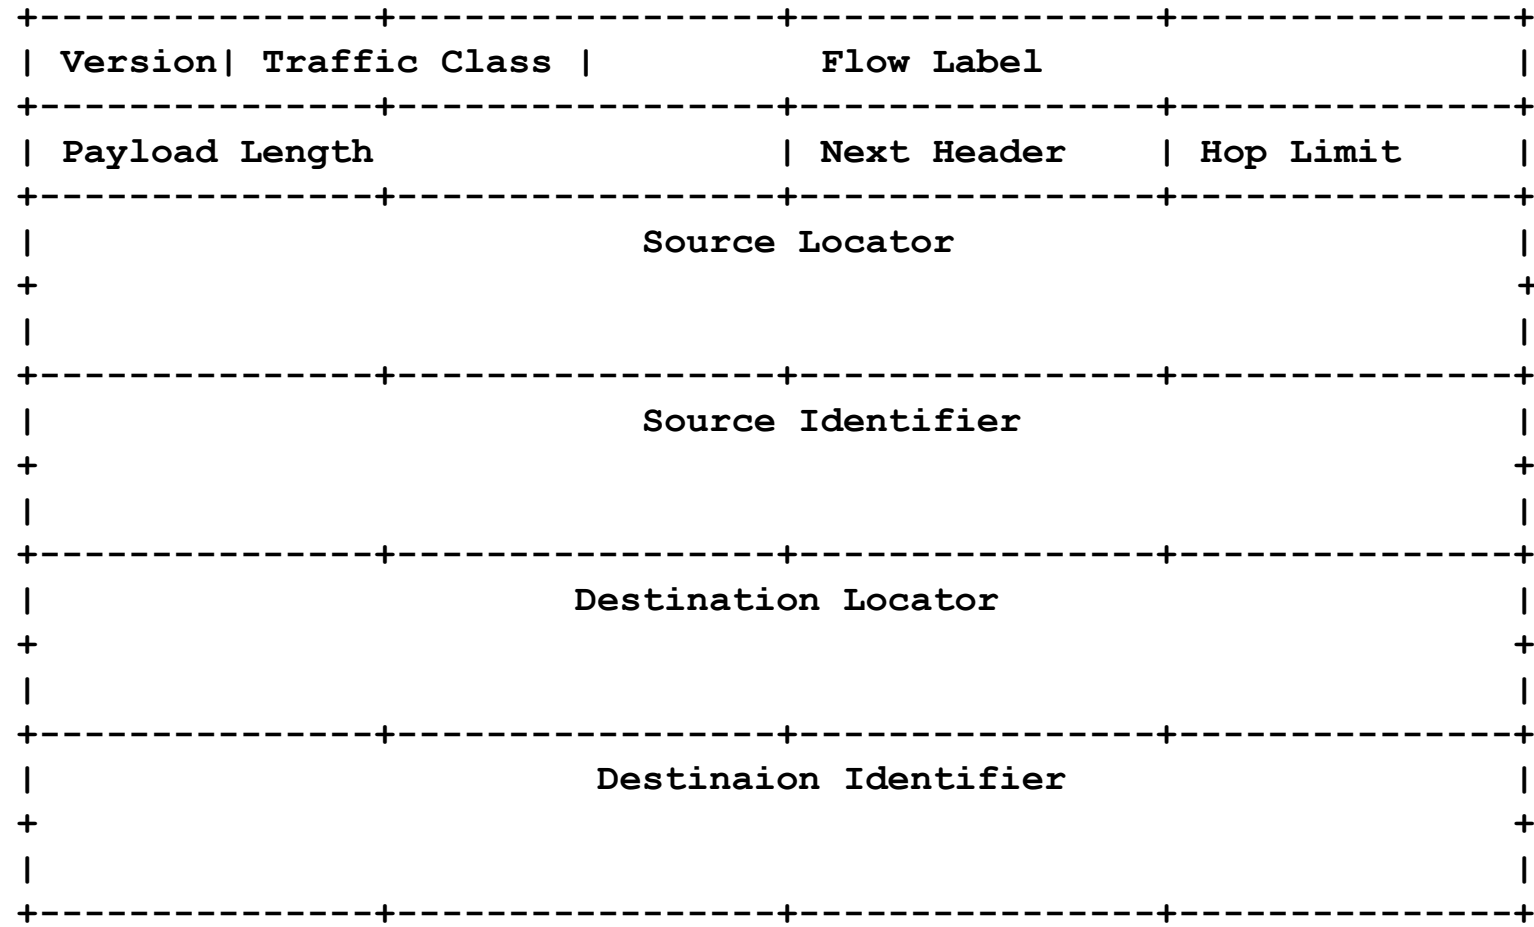 +---------------+-----------------+----------------+---------------+
| Version| Traffic Class | Flow Label |
+---------------+-----------------+----------------+---------------+
| Payload Length | Next Header | Hop Limit |
+---------------+-----------------+----------------+---------------+
| Source Locator |
+ +
| |
+---------------+-----------------+----------------+---------------+
| Source Identifier |
+ +
| |
+---------------+-----------------+----------------+---------------+
| Destination Locator |
+ +
| |
+---------------+-----------------+----------------+---------------+
| Destinaion Identifier |
+ +
| |
+---------------+-----------------+----------------+---------------+